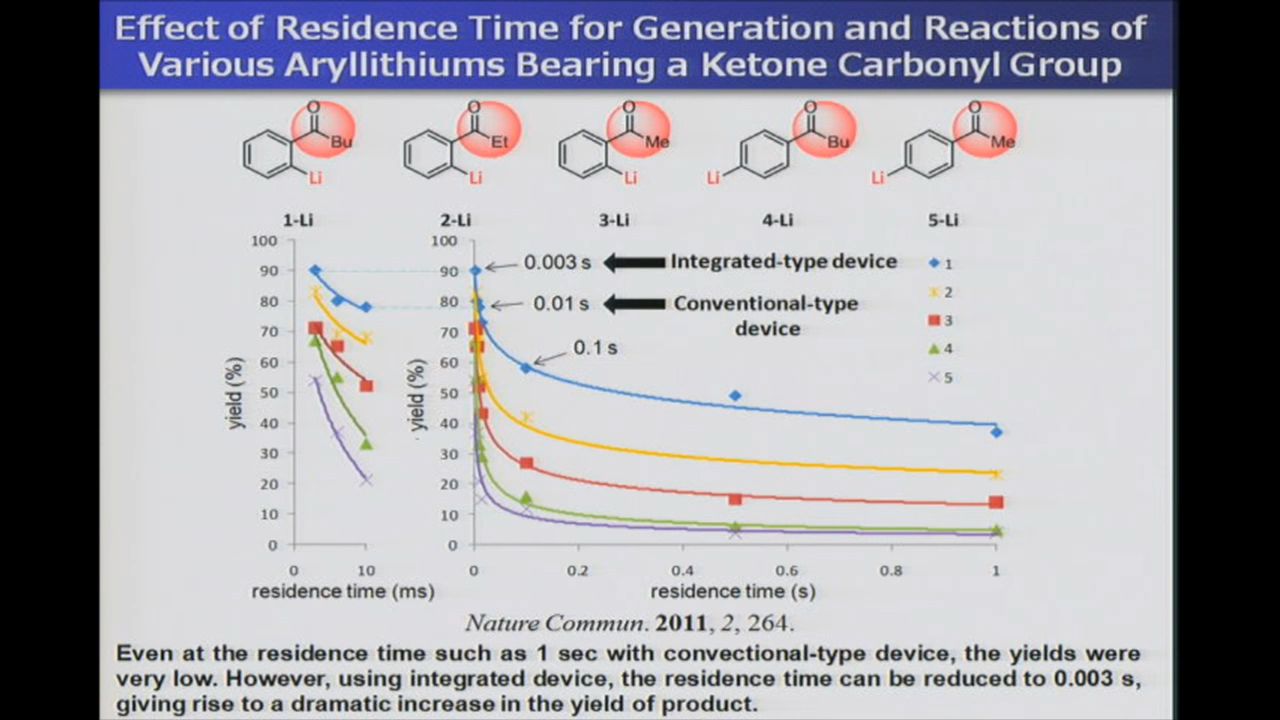 Effect of Residence Time for Generation and Reactions of
Various Aryllithiums Bearing a Ketone Carbonyl Group
O O O O O
Bu Et Me Bu Me
Li Li Li Li Li
1-Li 2-Li 3-Li 4-Li 5-Li
100 100
90 90 0.003 s Integrated-type device 1
80 80 0.01 s Conventional-type 2
device 3
70 70 0.1 s 4
60 60 5
50 50
40 40
30 30
20 20
10 10
0 0
yield (%) yield (%)
0 10 0 0.2 0.4 0.6 0.8 1
residence time (ms) residence time (s)
Nature Commun. 2011, 2, 264.
Even at the residence time such as 1 sec with convectional-type device, the yields were
very low. However, using integrated device, the residence time can be reduced to 0.003 s,
giving rise to a dramatic increase in the yield of product.